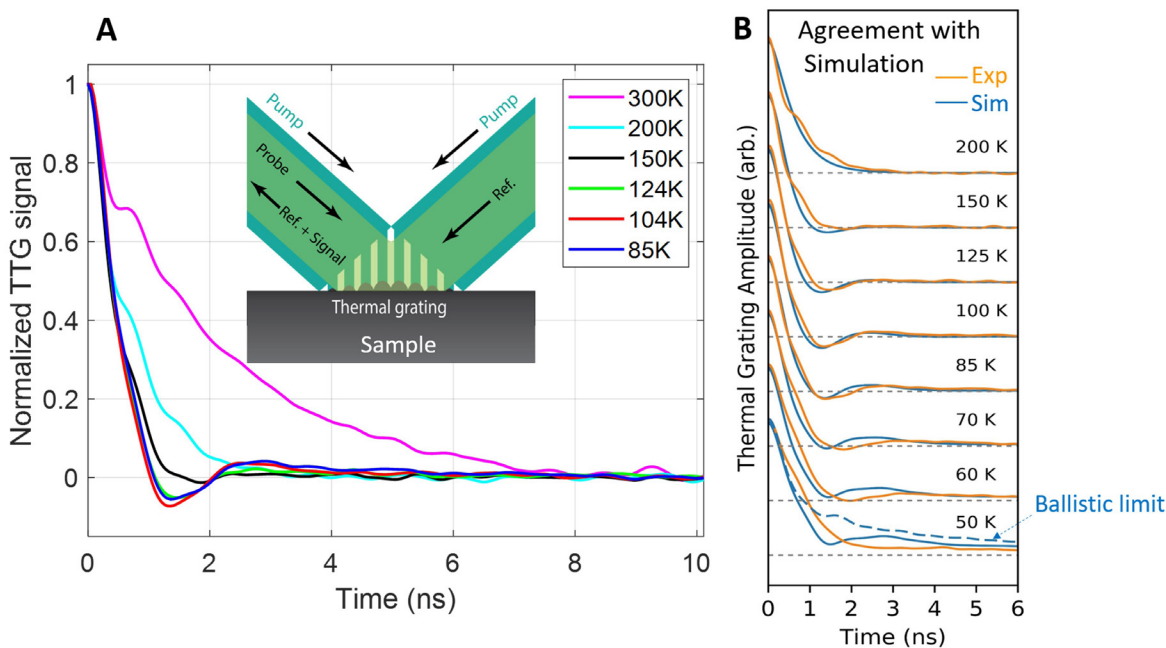 A
Normalized TTG signal
1
0.8
0.6
0.4
0.2
0
0
2
4
6
8
10
Time (ns)
Pump
Pump
Probe
Ref.
Ref. + Signal
Thermal grating
Sample
300K
200K
150K
124K
104K
85K
B
Agreement with
Simulation
Exp
Sim
Thermal Grating Amplitude (arb.)
200 K
150 K
125 K
100 K
85 K
70 K
60 K
50 K
Ballistic limit
0
1
2
3
4
5
6
Time (ns)